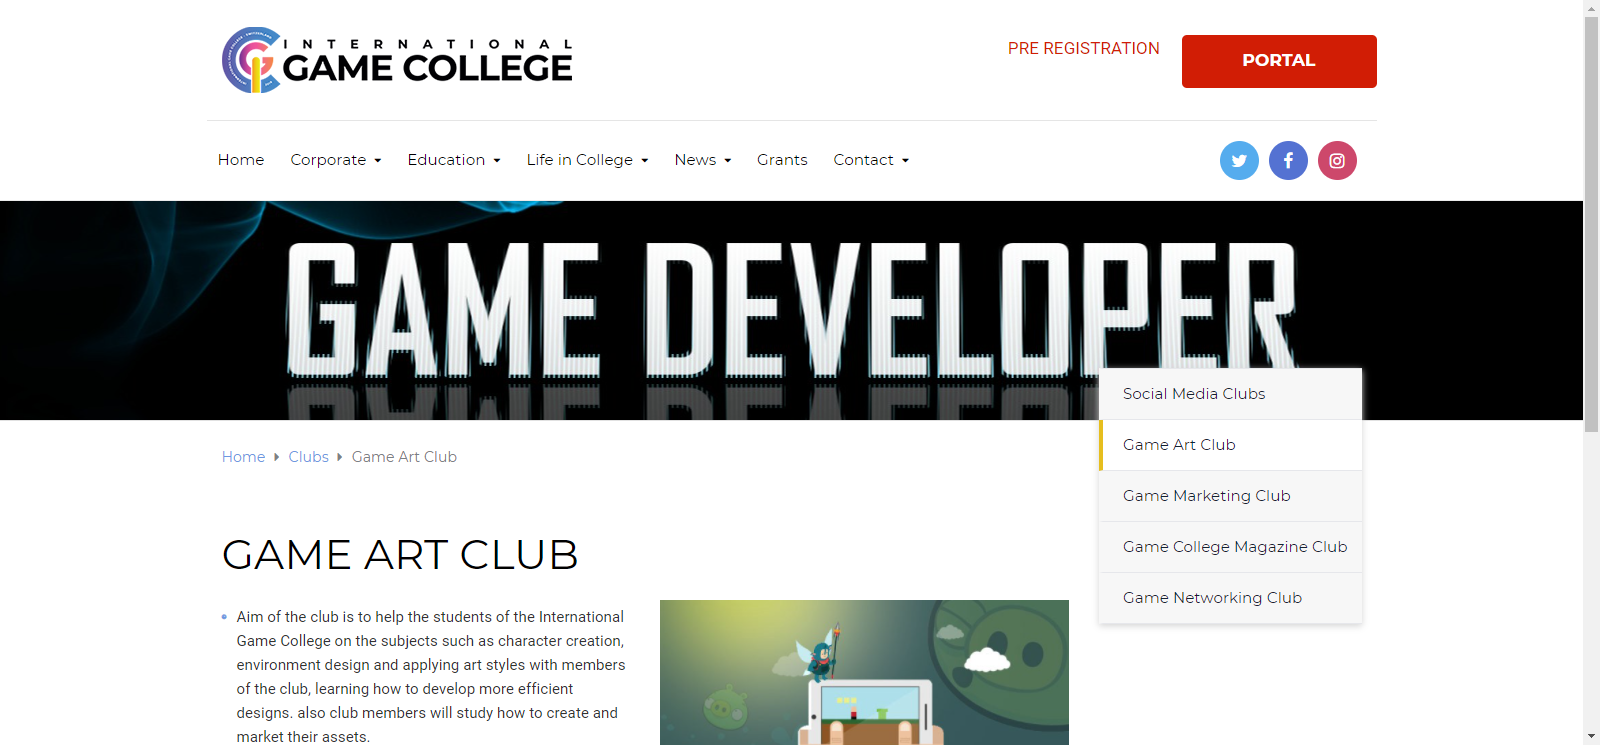 INTERNATIONAL
GAME COLLEGE
PRE REGISTRATION
PORTAL
Home
Corporate
Education
Life in College
News
Grants
Contact
GAME DEVELOPER
Social Media Clubs
Game Art Club
Game Marketing Club
Game College Magazine Club
Game Networking Club
Home
Clubs
Game Art Club
GAME ART CLUB
Aim of the club is to help the students of the International
Game College on the subjects such as character creation,
environment design and applying art styles with members
of the club, learning how to develop more efficient
designs. also club members will study how to create and
market their assets.